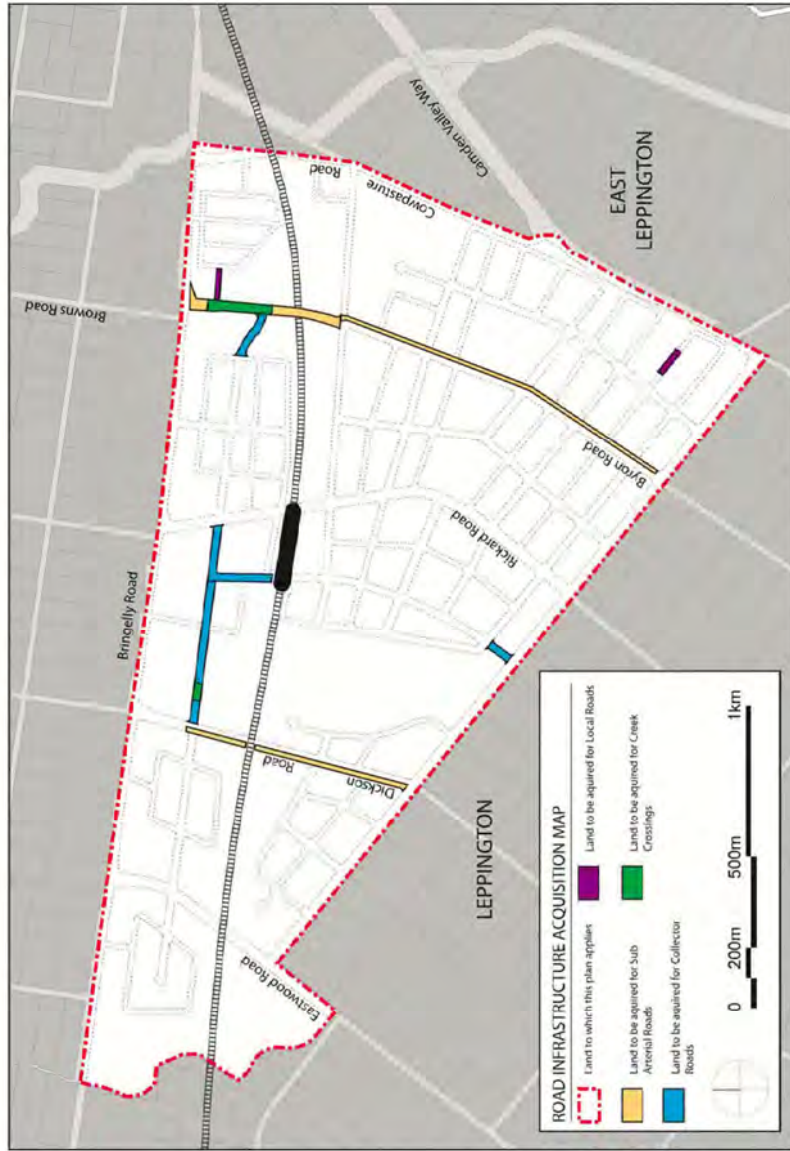 Browns Road
Bringelly Road
Road
Cowpasture
Camden Valley Way
EAST
LEPPINGTON
Rickard Road
Byron Road
Dickson
Road
Eastwood Road
LEPPINGTON
ROAD INFRASTRUCTURE ACQUISITION MAP
Land to which this plan applies
Land to be aquired for Sub
Arterial Roads
Land to be aquired for Collector
Roads
Land to be aquired for Local Roads
Land to be aquired for Creek
Crossings
0 200m 500m 1km